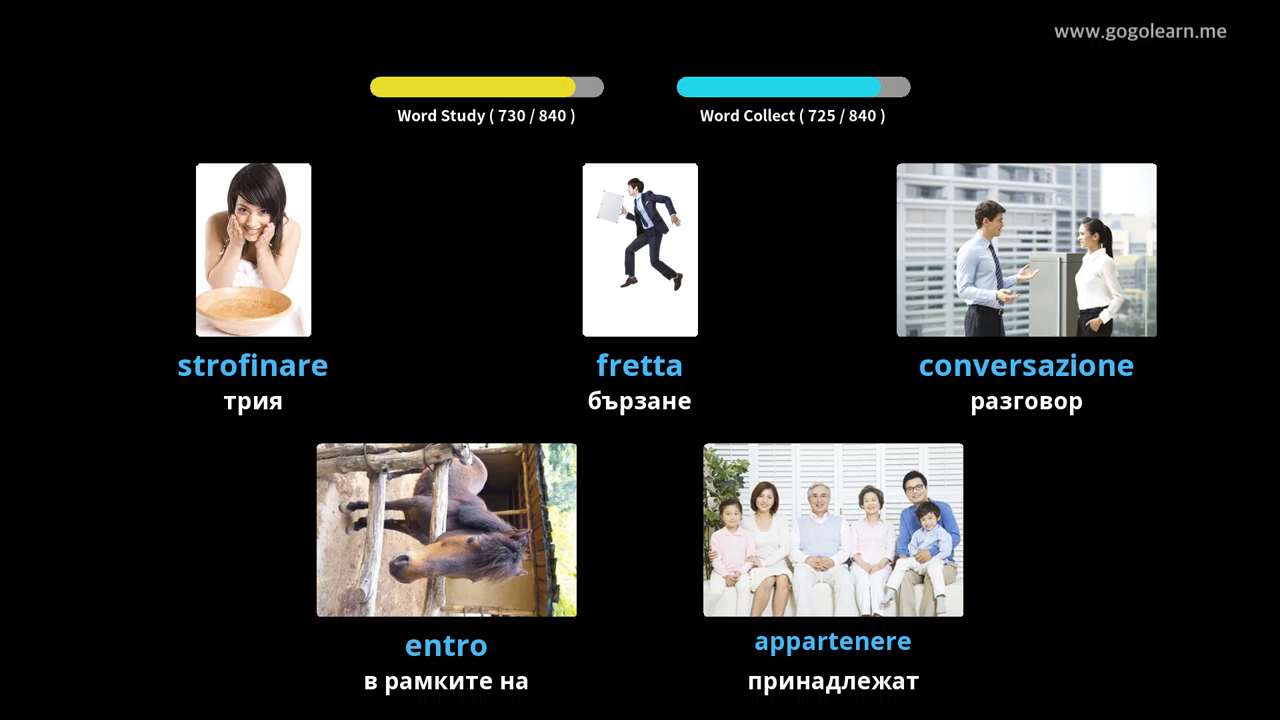 www.gogolearn.me
Word Study ( 730 / 840 )
Word Collect ( 725 / 840 )
strofinare
трия
fretta
бързане
conversazione
разговор
entro
в рамките на
appartenere
принадлежат